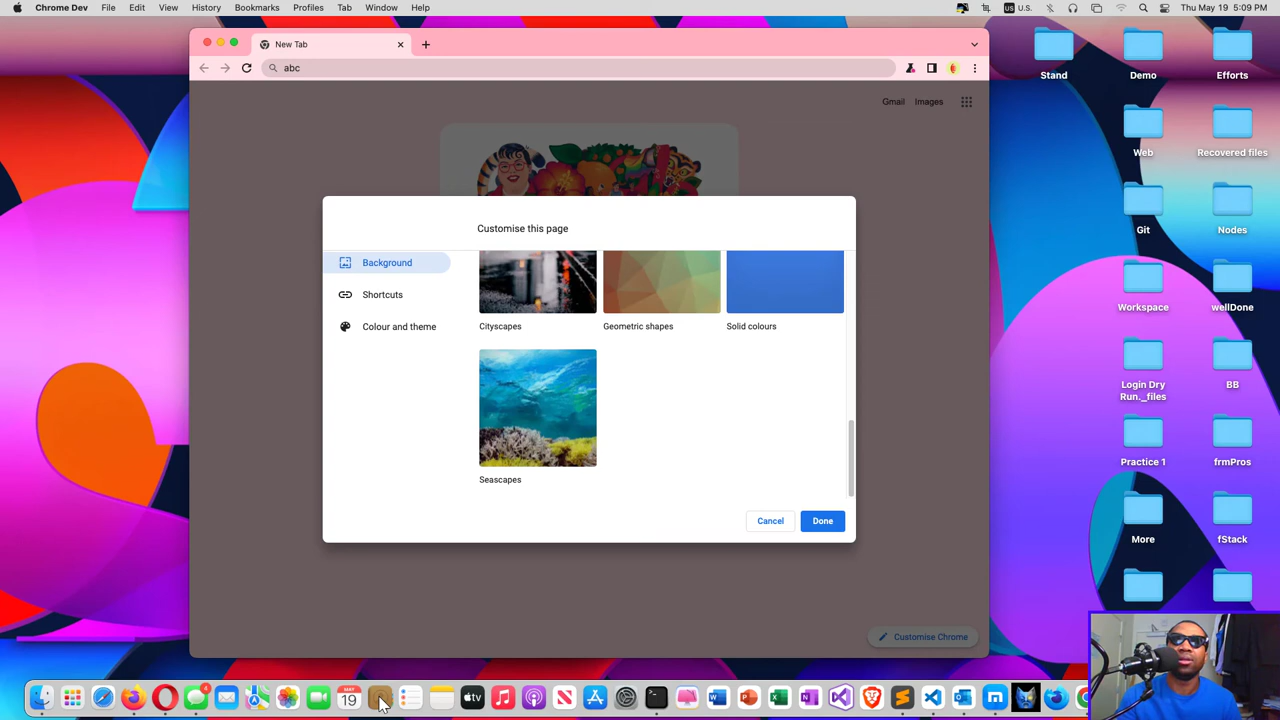 Chrome Dev File Edit View History Bookmarks Profiles Tab Window Help U.S. Thu May 19 5:09 PM
New Tab
abc
Gmail Images
Customise this page
Background
Shortcuts
Colour and theme
Cityscapes Geometric shapes Solid colours
Seascapes
Cancel Done
Customise Chrome
Stand Demo Efforts
Web Recovered files
Git Nodes
Workspace wellDone
Login Dry BB
Run._files
Practice 1 frmPros
More fStack
4
MAY
19
tv